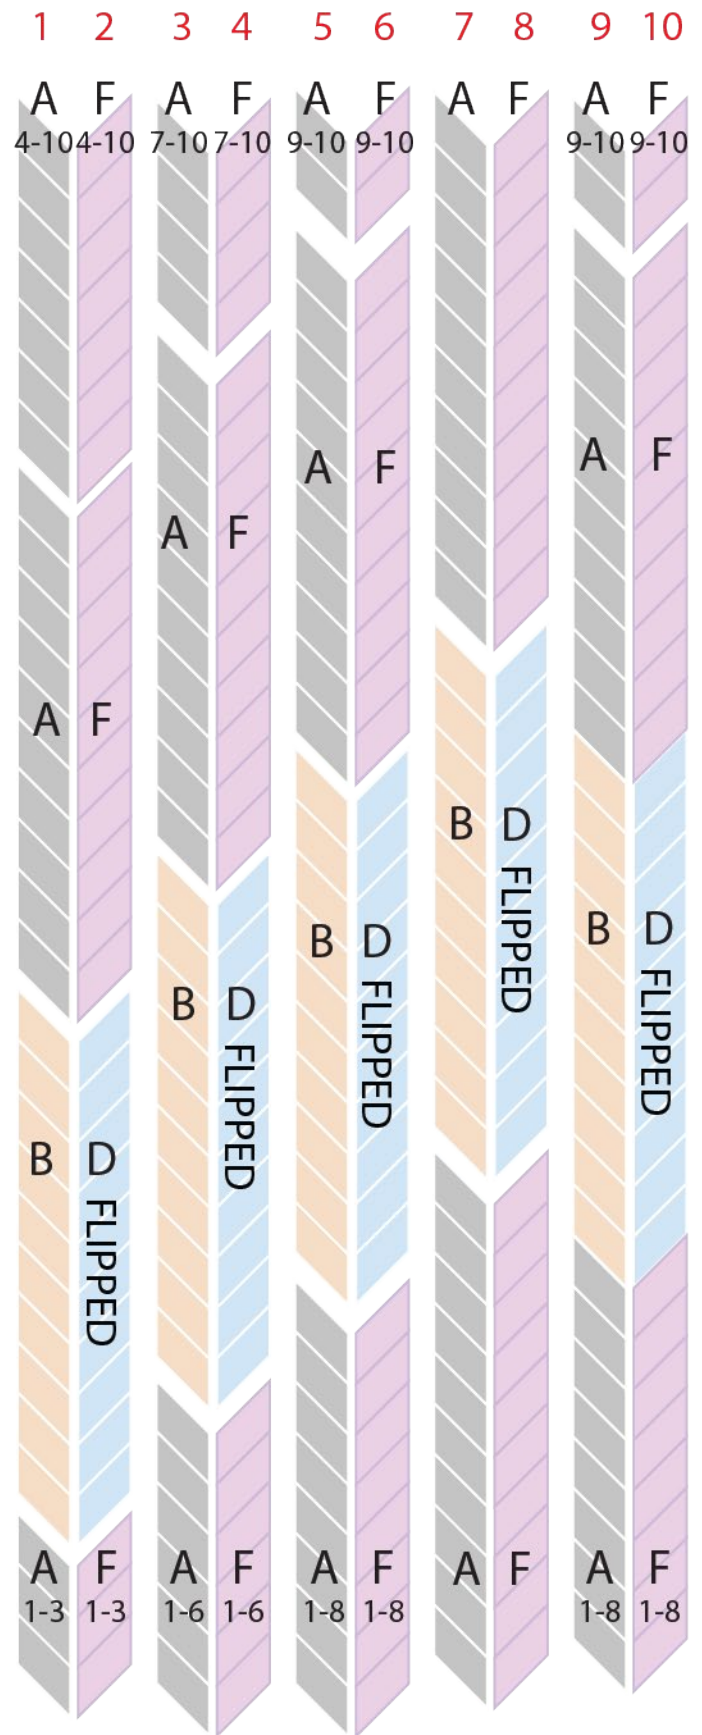 1 2 3 4 5 6 7 8 9 10
A F A F A F A F A F
4-10 4-10 7-10 7-10 9-10 9-10 9-10 9-10
A F
A F
A F
A F
B D FLIPPED
B D FLIPPED
B D FLIPPED
B D FLIPPED
B D FLIPPED
A F A F A F A F A F
1-3 1-3 1-6 1-6 1-8 1-8 1-8 1-8